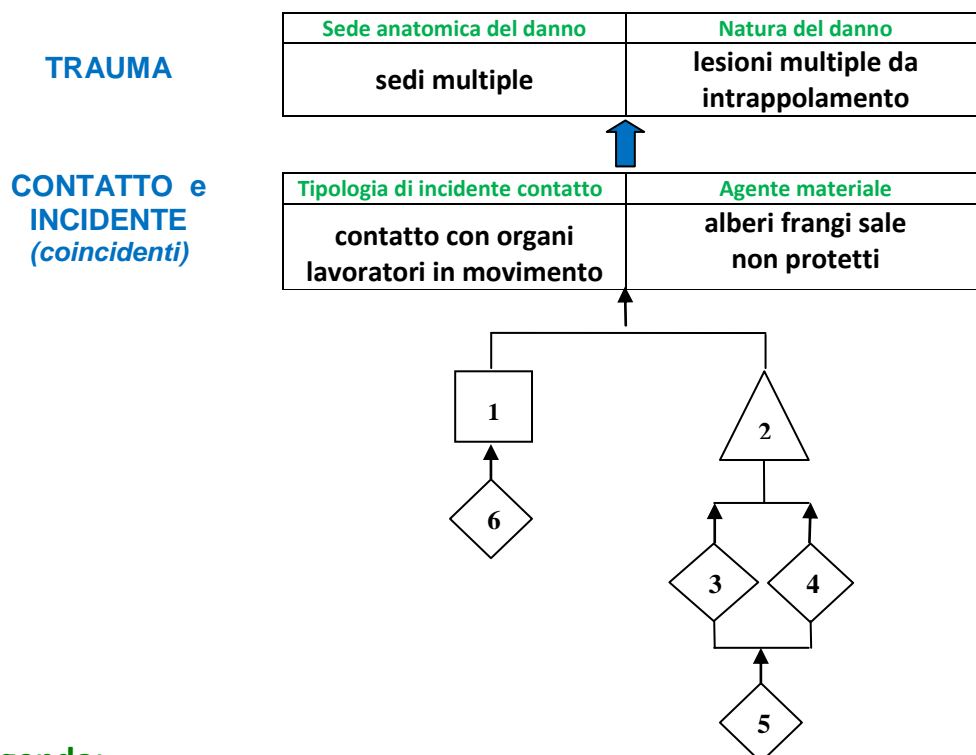 Sede anatomica del danno
Natura del danno
TRAUMA
sedi multiple
lesioni multiple da
intrappolamento
CONTATTO e
INCIDENTE
(coincidenti)
Tipologia di incidente contatto
Agente materiale
contatto con organi
lavoratori in movimento
alberi frangi sale
non protetti
1
2
6
3
4
5